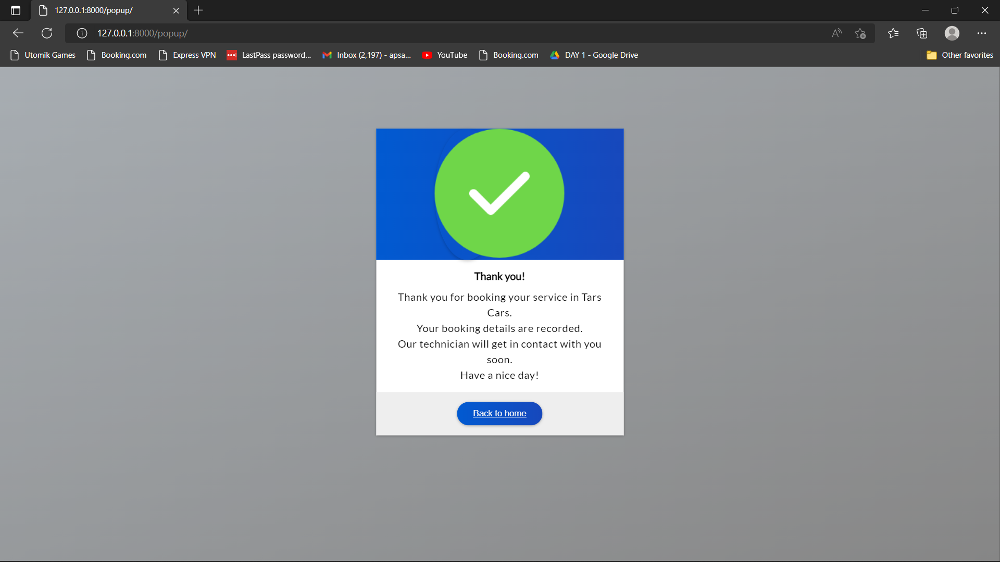 127.0.0.1:8000/popup/
127.0.0.1:8000/popup/
Utomik Games Booking.com Express VPN LastPass password... Inbox (2,197) - apsa... YouTube Booking.com DAY 1 - Google Drive Other favorites
Thank you!
Thank you for booking your service in Tars
Cars.
Your booking details are recorded.
Our technician will get in contact with you
soon.
Have a nice day!
Back to home